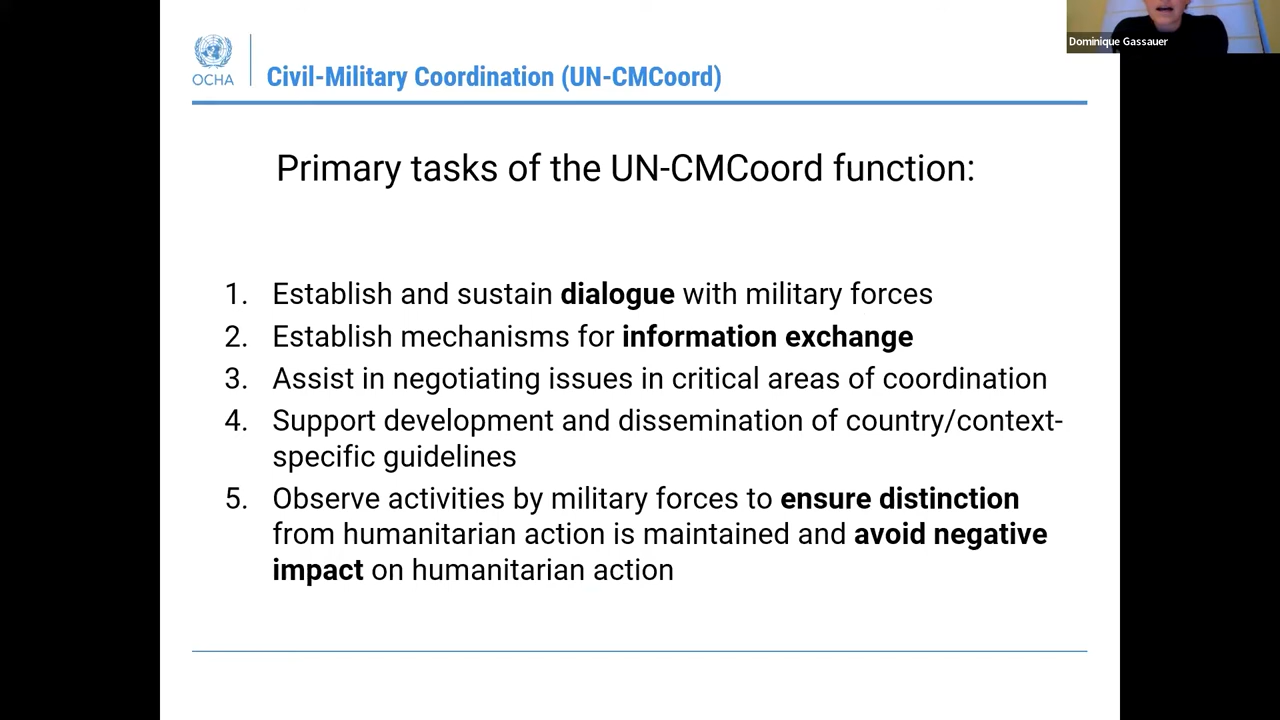 Dominique Gassauer
OCHA
Civil-Military Coordination (UN-CMCoord)
Primary tasks of the UN-CMCoord function:
1. Establish and sustain dialogue with military forces
2. Establish mechanisms for information exchange
3. Assist in negotiating issues in critical areas of coordination
4. Support development and dissemination of country/context-
specific guidelines
5. Observe activities by military forces to ensure distinction
from humanitarian action is maintained and avoid negative
impact on humanitarian action